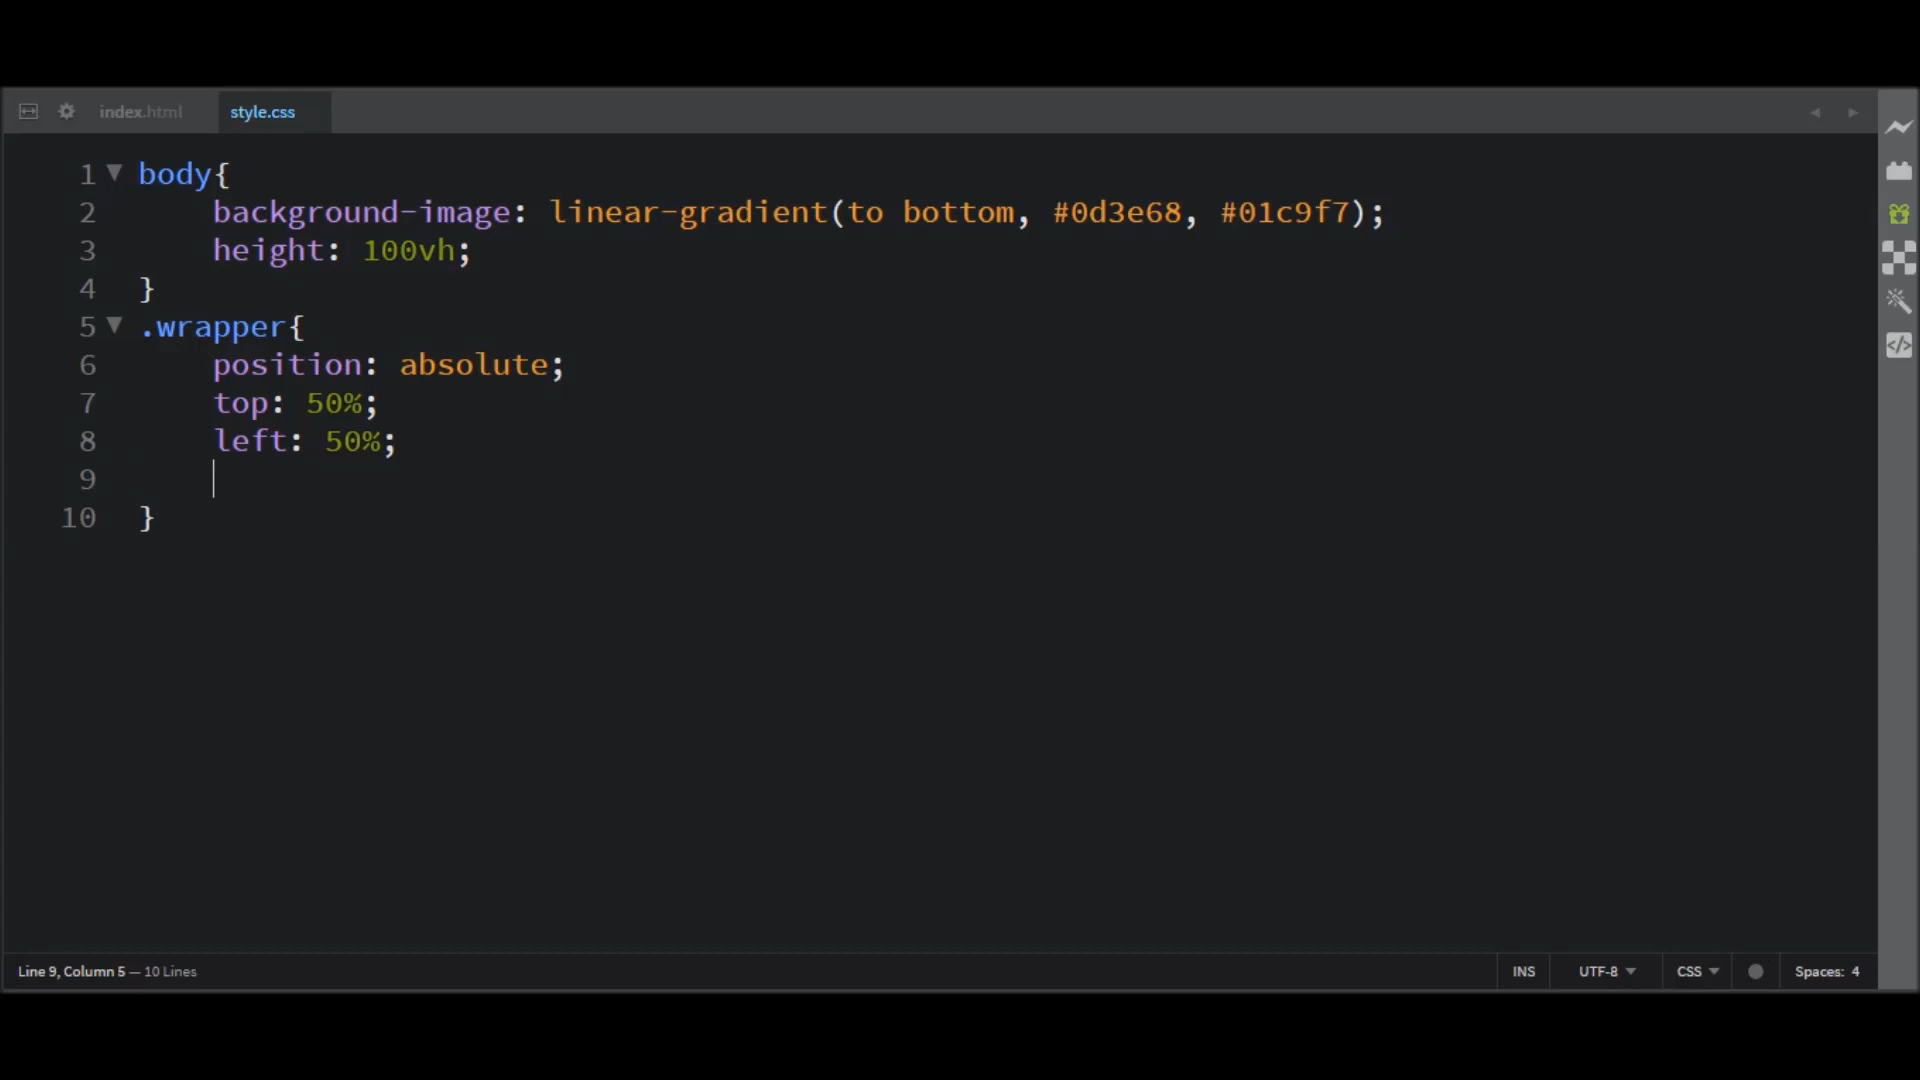 index.html style.css
1 body{
2 background-image: linear-gradient(to bottom, #0d3e68, #01c9f7);
3 height: 100vh;
4 }
5 .wrapper{
6 position: absolute;
7 top: 50%;
8 left: 50%;
9
10 }
Line 9, Column 5 — 10 Lines INS UTF-8 CSS Spaces: 4